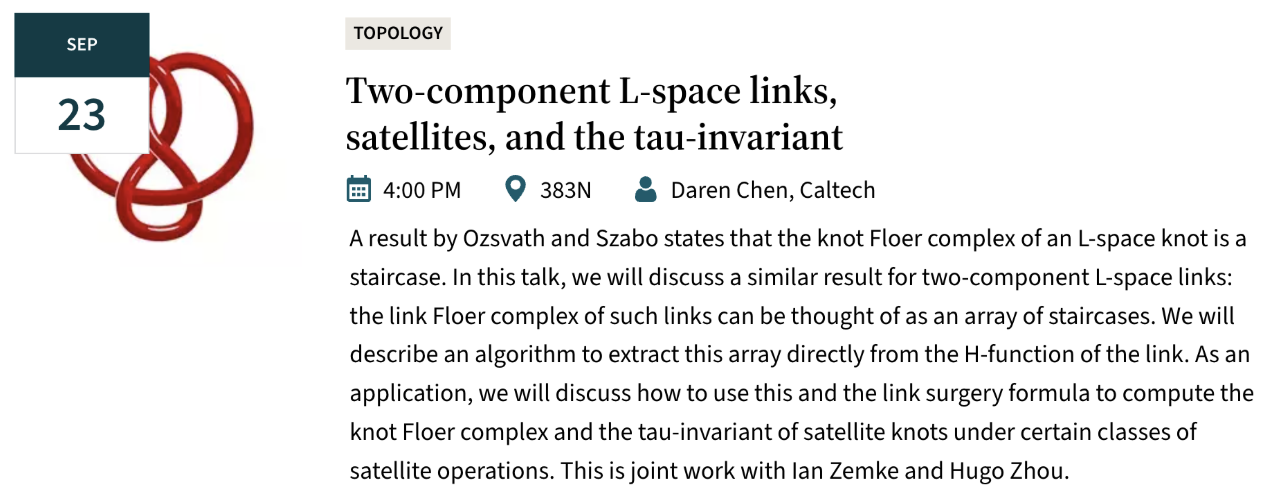 SEP
23
TOPOLOGY
Two-component L-space links,
satellites, and the tau-invariant
4:00 PM 383N Daren Chen, Caltech
A result by Ozsvath and Szabo states that the knot Floer complex of an L-space knot is a
staircase. In this talk, we will discuss a similar result for two-component L-space links:
the link Floer complex of such links can be thought of as an array of staircases. We will
describe an algorithm to extract this array directly from the H-function of the link. As an
application, we will discuss how to use this and the link surgery formula to compute the
knot Floer complex and the tau-invariant of satellite knots under certain classes of
satellite operations. This is joint work with Ian Zemke and Hugo Zhou.